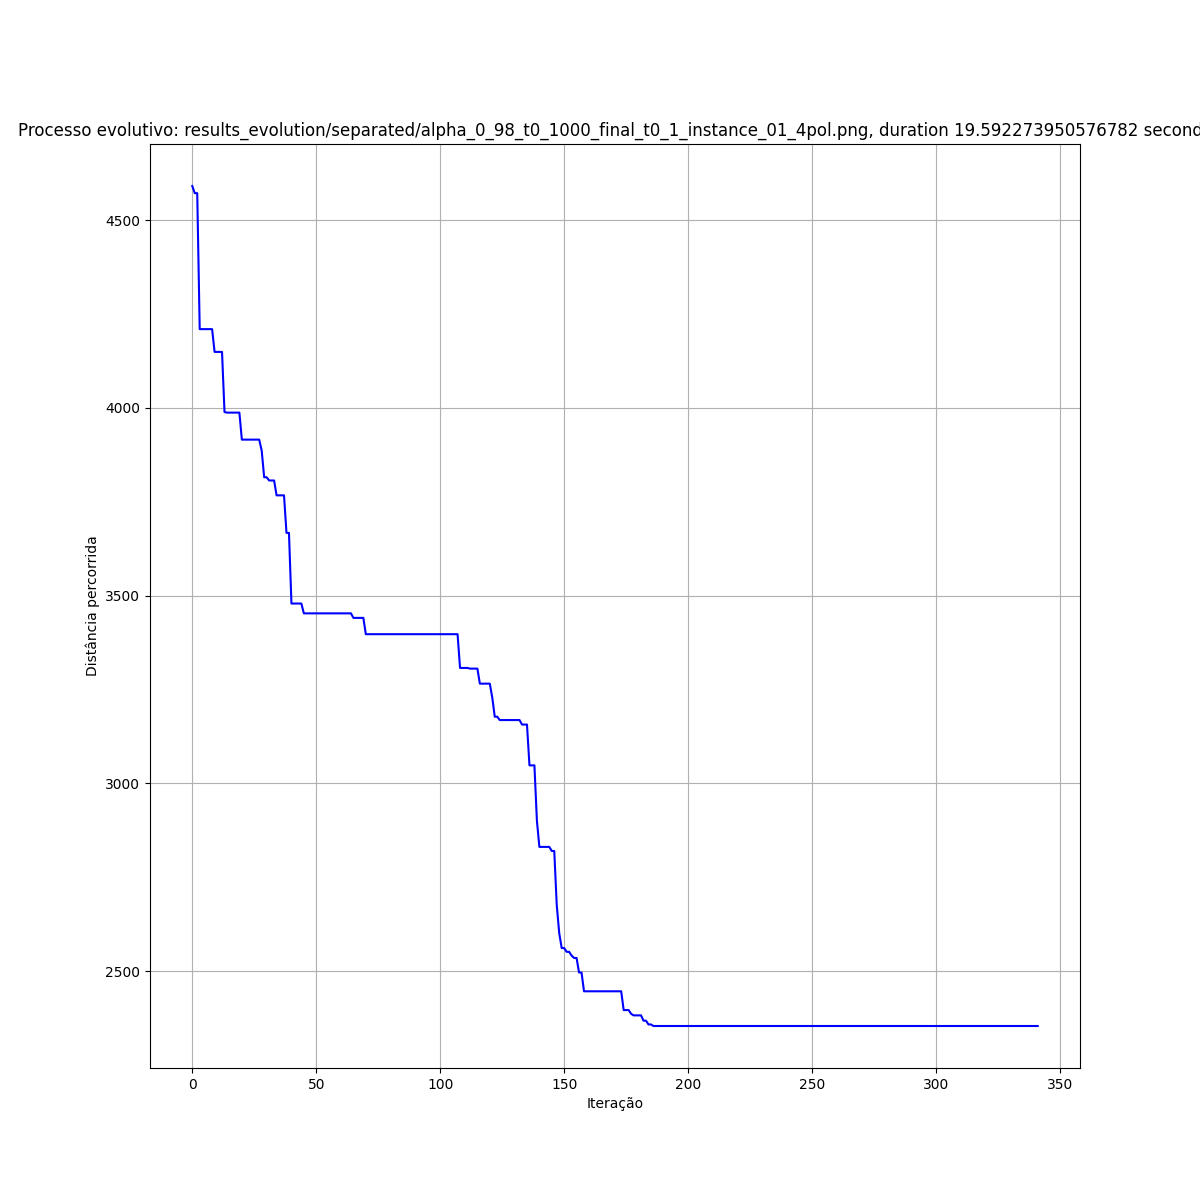 Processo evolutivo: results_evolution/separated/alpha_0_98_t0_1000_final_t0_1_instance_01_4pol.png, duration 19.592273950576782 second
4500
4000
3500
3000
2500
Distância percorrida
0 50 100 150 200 250 300 350
Iteração